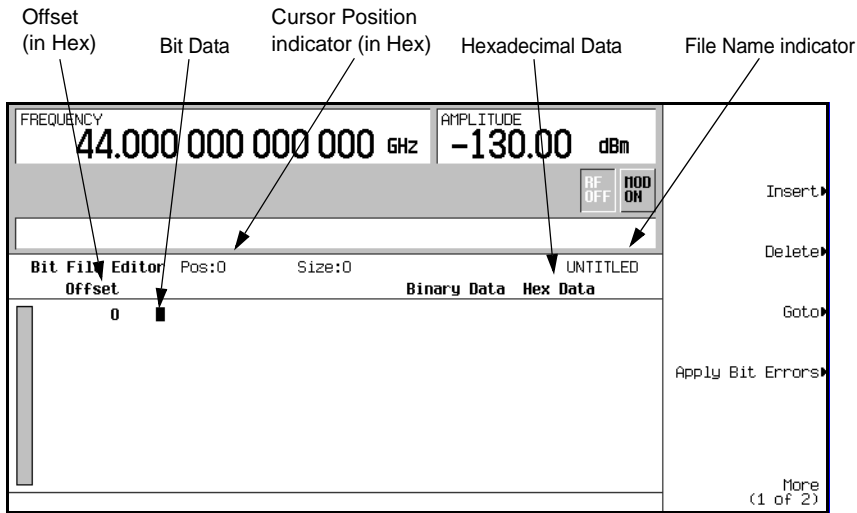 Offset
(in Hex)
Bit Data
Cursor Position
indicator (in Hex)
Hexadecimal Data
File Name indicator
FREQUENCY
44.000 000 000 000 GHz
AMPLITUDE
-130.00 dBm
RF
OFF
MOD
ON
Insert
Delete
Goto
Apply Bit Errors
More
(1 of 2)
Bit File Editor Pos:0 Size:0 UNTITLED
Offset Binary Data Hex Data
0